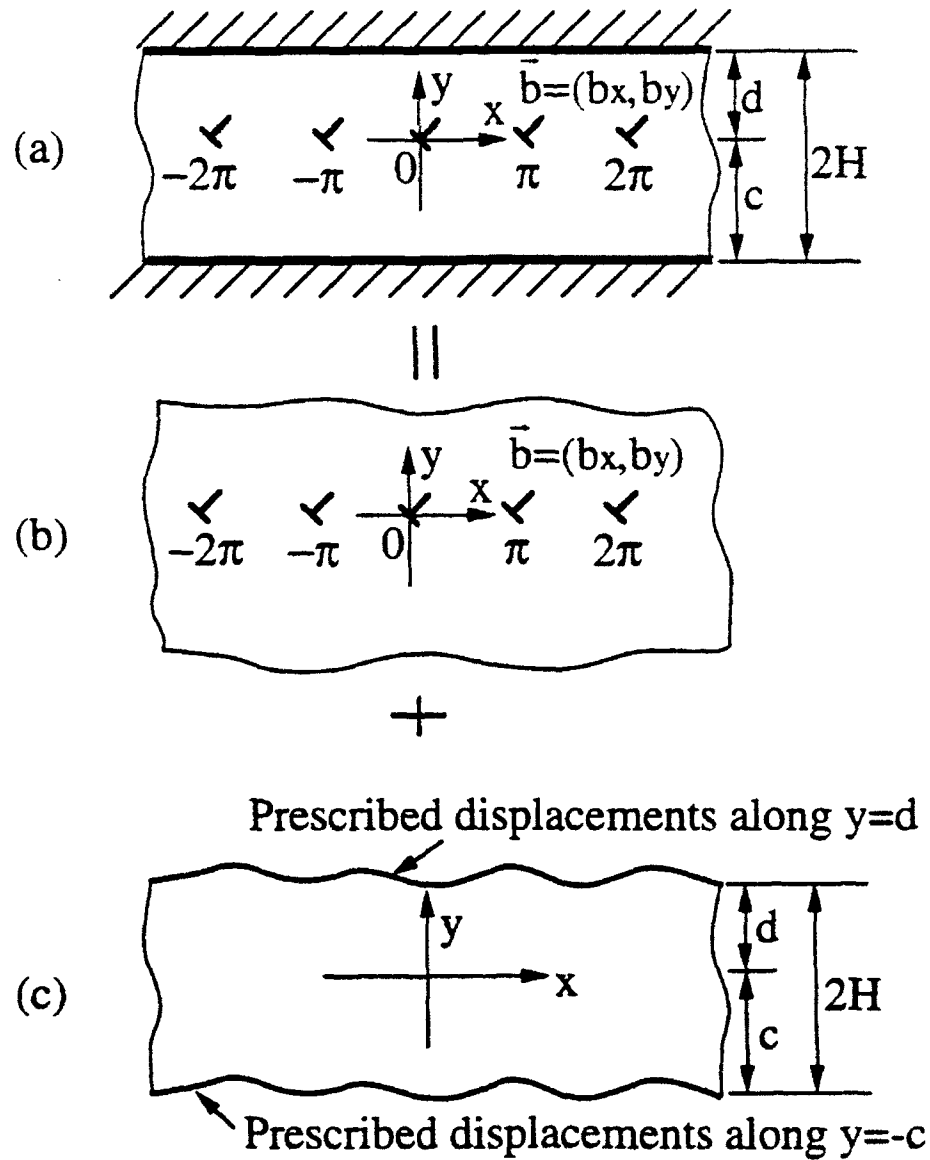 (a)
y
x
b⃗=(bx,by)
d
-2π
-π
0
π
2π
c
2H
(b)
y
x
b⃗=(bx,by)
-2π
-π
0
π
2π
Prescribed displacements along y=d
(c)
y
x
d
c
2H
Prescribed displacements along y=-c